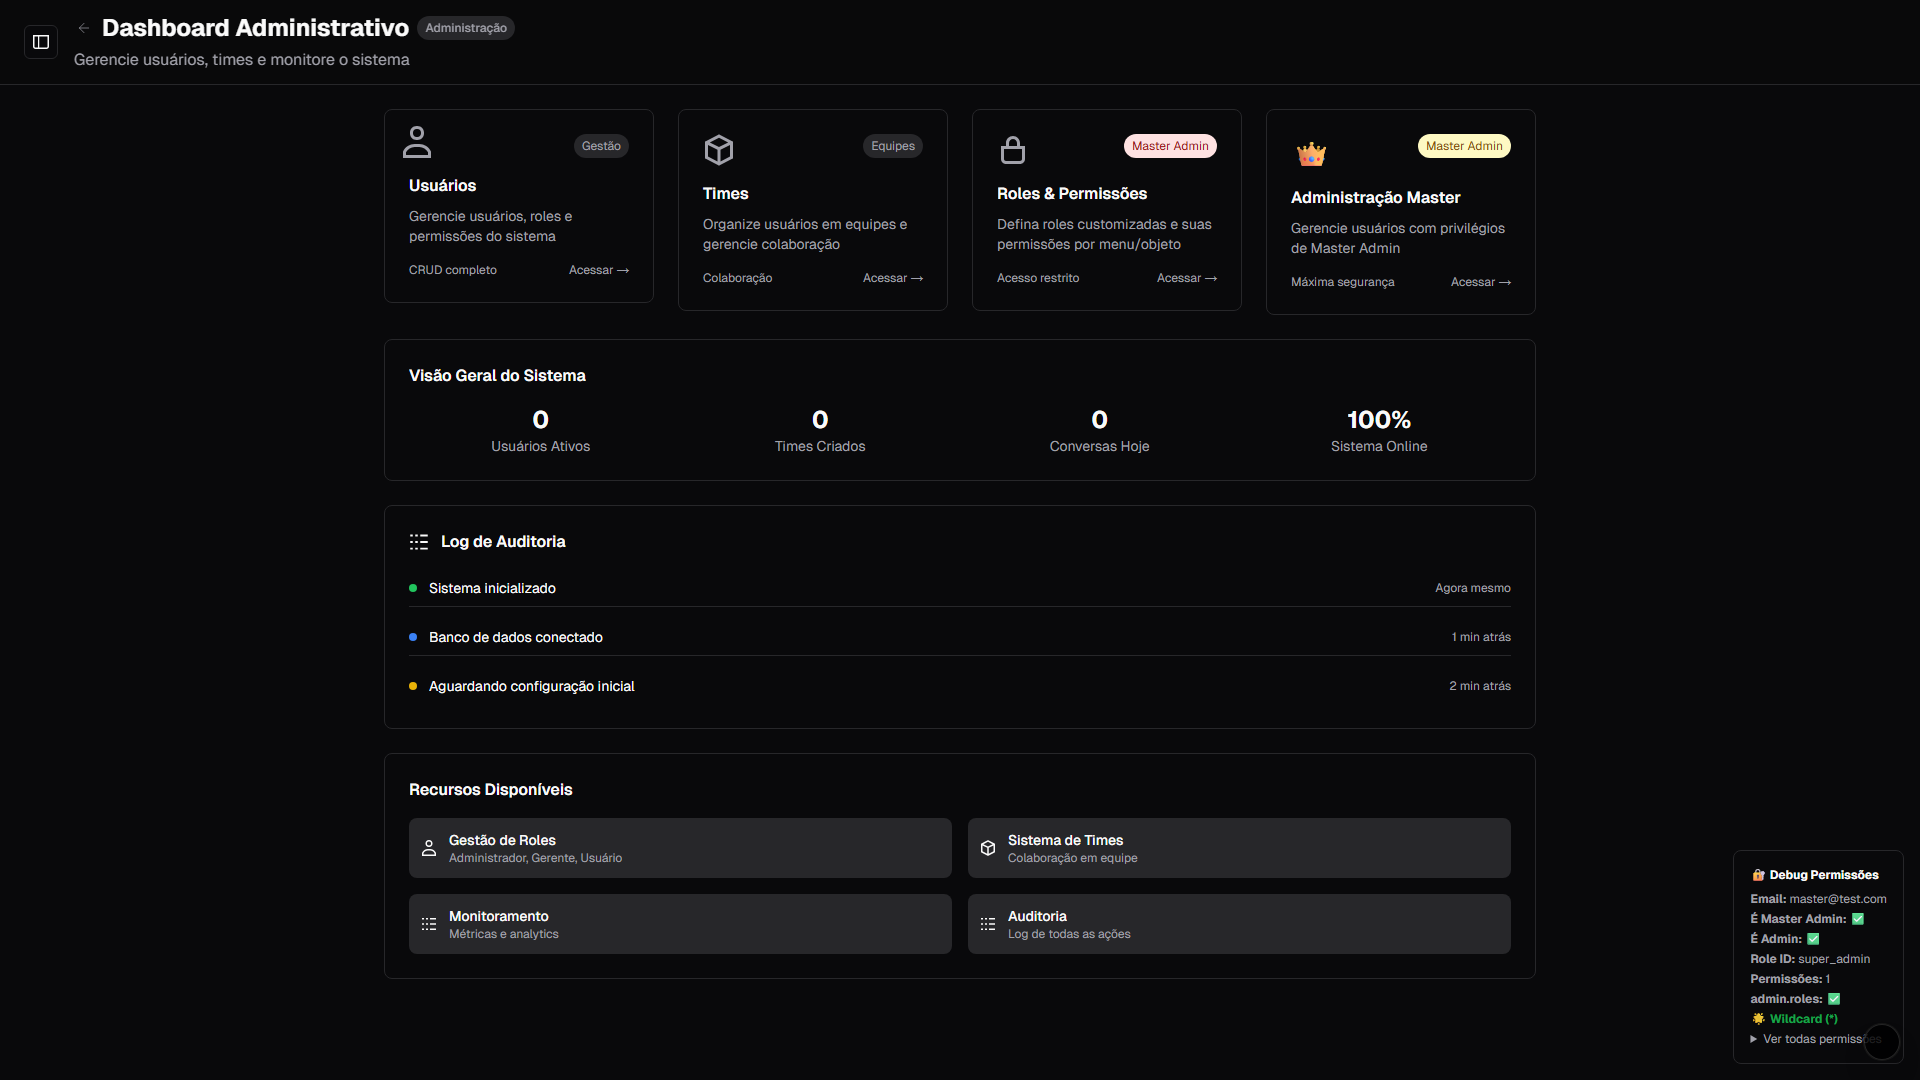 Dashboard Administrativo
Administração
Gerencie usuários, times e monitore o sistema
Gestão
Usuários
Gerencie usuários, roles e
permissões do sistema
CRUD completo
Acessar →
Equipes
Times
Organize usuários em equipes e
gerencie colaboração
Colaboração
Acessar →
Master Admin
Roles & Permissões
Defina roles customizadas e suas
permissões por menu/objeto
Acesso restrito
Acessar →
Master Admin
Administração Master
Gerencie usuários com privilégios
de Master Admin
Máxima segurança
Acessar →
Visão Geral do Sistema
0
Usuários Ativos
0
Times Criados
0
Conversas Hoje
100%
Sistema Online
Log de Auditoria
Sistema inicializado
Agora mesmo
Banco de dados conectado
1 min atrás
Aguardando configuração inicial
2 min atrás
Recursos Disponíveis
Gestão de Roles
Administrador, Gerente, Usuário
Sistema de Times
Colaboração em equipe
Monitoramento
Métricas e analytics
Auditoria
Log de todas as ações
Debug Permissões
Email: master@test.com
É Master Admin: ✅
É Admin: ✅
Role ID: super_admin
Permissões: 1
admin.roles: ✅
Wildcard (*)
Ver todas permissões